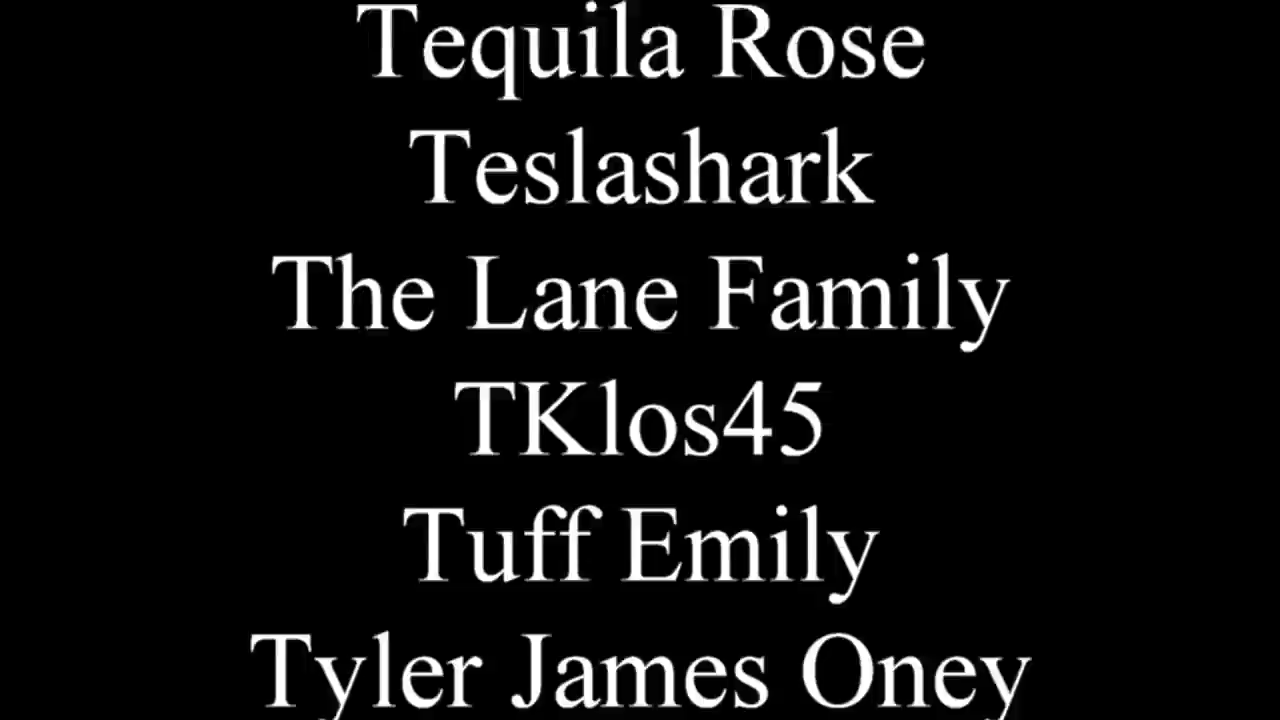 Tequila Rose
Teslashark
The Lane Family
TKlos45
Tuff Emily
Tyler James Oney